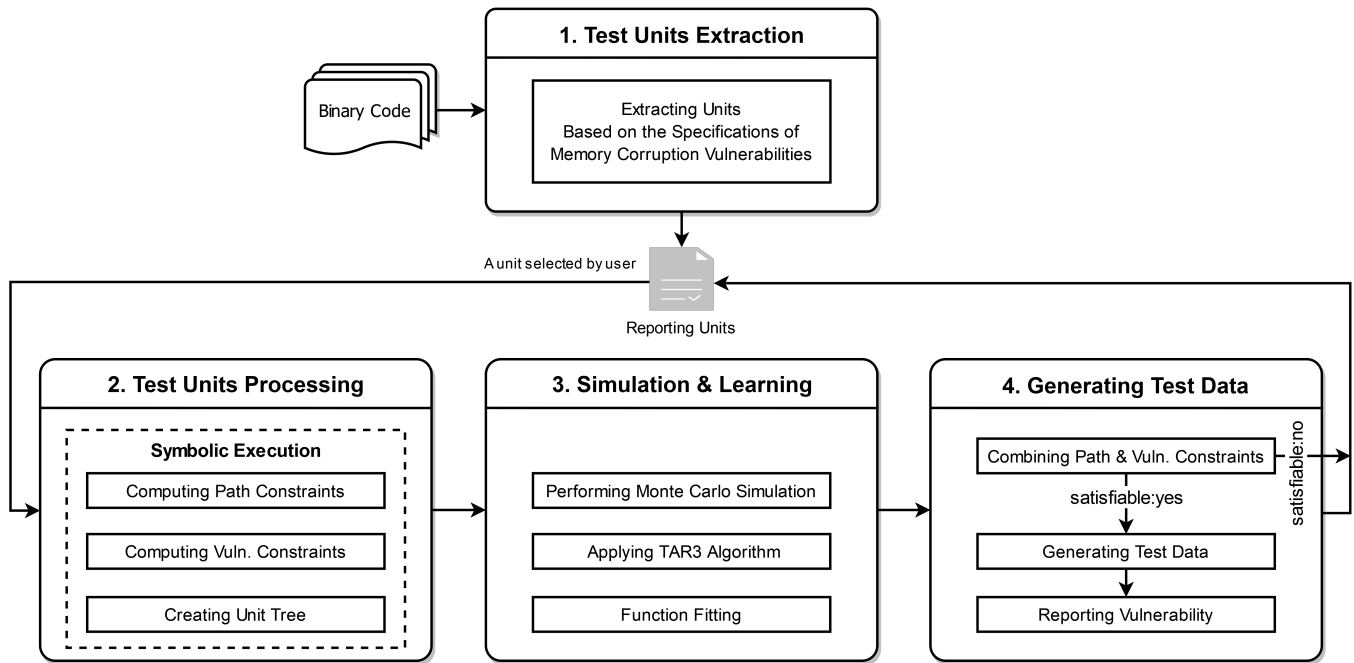 1. Test Units Extraction
Binary Code
Extracting Units
Based on the Specifications of
Memory Corruption Vulnerabilities
A unit selected by user
Reporting Units
2. Test Units Processing
Symbolic Execution
Computing Path Constraints
Computing Vuln. Constraints
Creating Unit Tree
3. Simulation & Learning
Performing Monte Carlo Simulation
Applying TAR3 Algorithm
Function Fitting
4. Generating Test Data
Combining Path & Vuln. Constraints
satisfiable:no
satisfiable:yes
Generating Test Data
Reporting Vulnerability